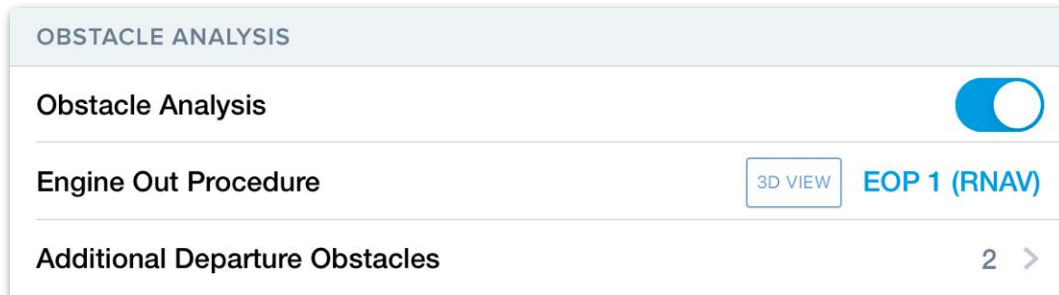 OBSTACLE ANALYSIS
Obstacle Analysis
Engine Out Procedure 3D VIEW EOP 1 (RNAV)
Additional Departure Obstacles 2 >